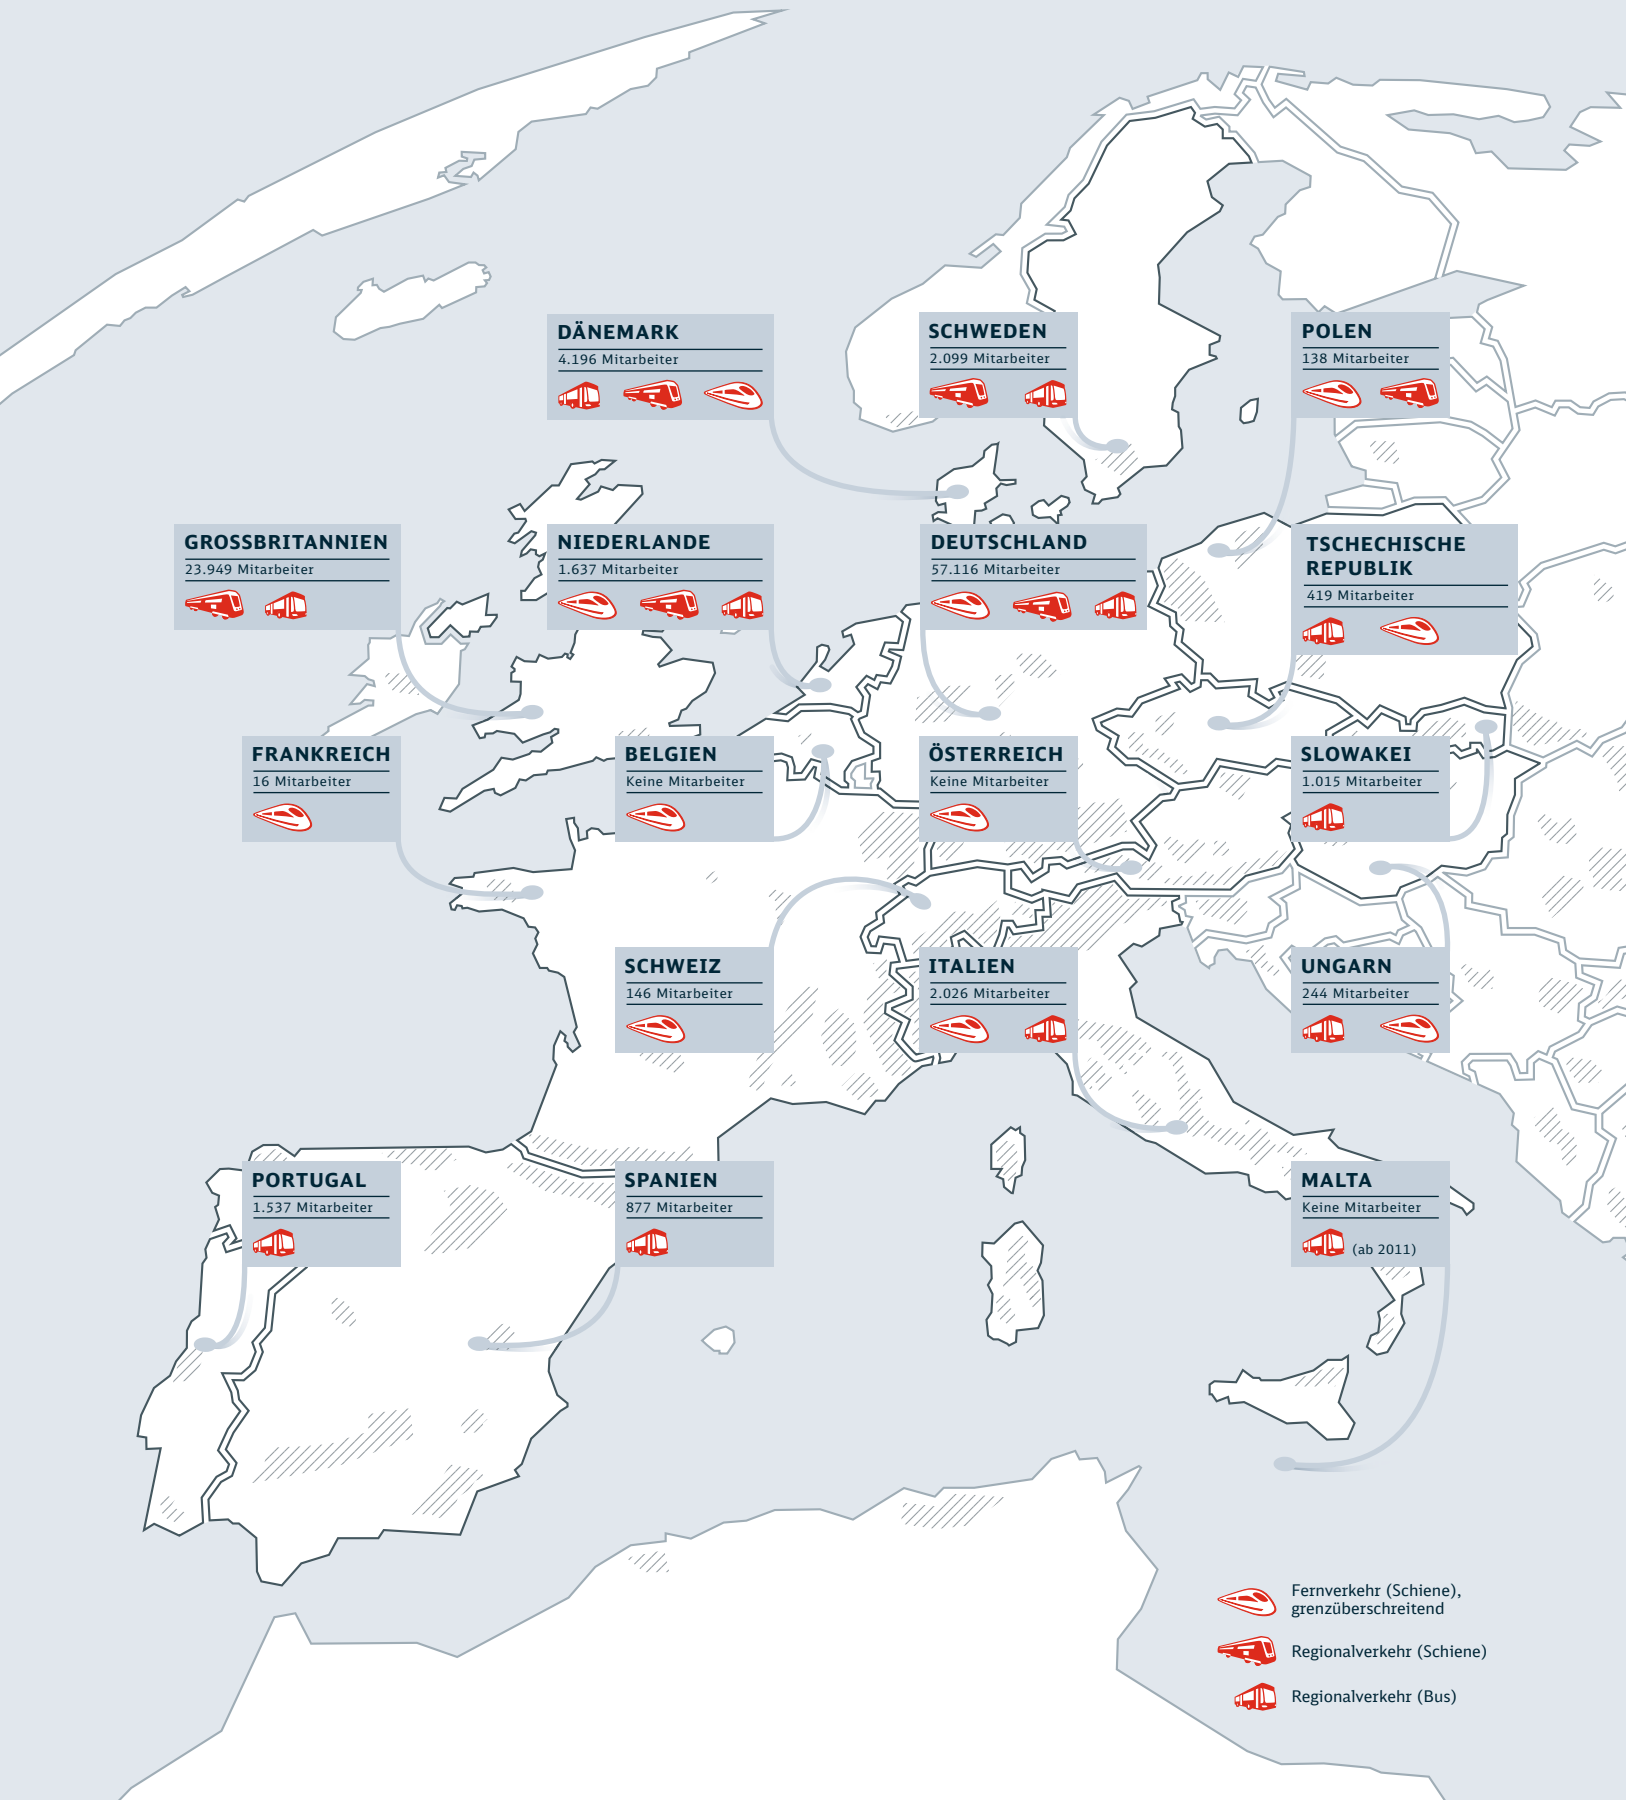 DÄNEMARK
4.196 Mitarbeiter
SCHWEDEN
2.099 Mitarbeiter
POLEN
138 Mitarbeiter
GROSSBRITANNIEN
23.949 Mitarbeiter
NIEDERLANDE
1.637 Mitarbeiter
DEUTSCHLAND
57.116 Mitarbeiter
TSCHECHISCHE
REPUBLIK
419 Mitarbeiter
FRANKREICH
16 Mitarbeiter
BELGIEN
Keine Mitarbeiter
ÖSTERREICH
Keine Mitarbeiter
SLOWAKEI
1.015 Mitarbeiter
SCHWEIZ
146 Mitarbeiter
ITALIEN
2.026 Mitarbeiter
UNGARN
244 Mitarbeiter
PORTUGAL
1.537 Mitarbeiter
SPANIEN
877 Mitarbeiter
MALTA
Keine Mitarbeiter
(ab 2011)
Fernverkehr (Schiene),
grenzüberschreitend
Regionalverkehr (Schiene)
Regionalverkehr (Bus)